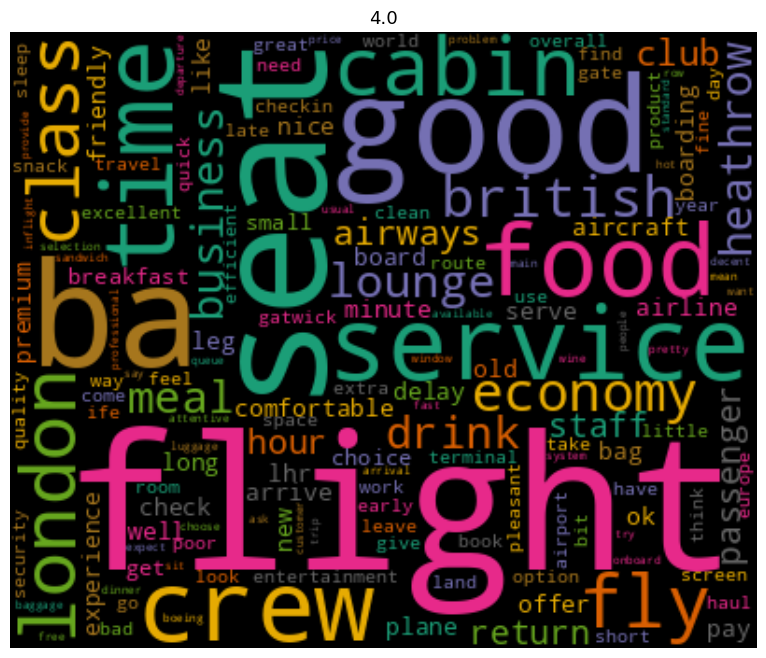 4.0
sleep
class
friendly
time
departure
like
great
price
need
seat
world
problem
overall
cabin
find
gate
club
day
heathrow
provide
snack
travel
quick
business
checkin
late
nice
good
product
row
standard
boarding
fine
hot
excellent
efficient
small
usual
clean
british
year
inflight
selection
sandwich
breakfast
airways
aircraft
board
route
main
food
decent
mean
want
premium
ba
professional
lounge
use
gatwick
minute
available
serve
airline
service
people
pretty
leg
queue
window
wine
old
quality
london
way
say
feel
come
ife
meal
attentive
extra
delay
comfortable
fast
economy
space
hour
drink
staff
little
passenger
europe
luggage
long
choice
terminal
system
take
bag
flight
room
lhr
arrival
work
have
check
arrive
early
pleasant
ok
think
well
choose
new
ask
customer
trip
leave
airport
bit
try
security
experience
expect
poor
give
book
onboard
get
sit
look
entertainment
land
option
screen
baggage
dinner
go
boeing
crew
offer
fly
haul
free
bad
plane
return
short
pay